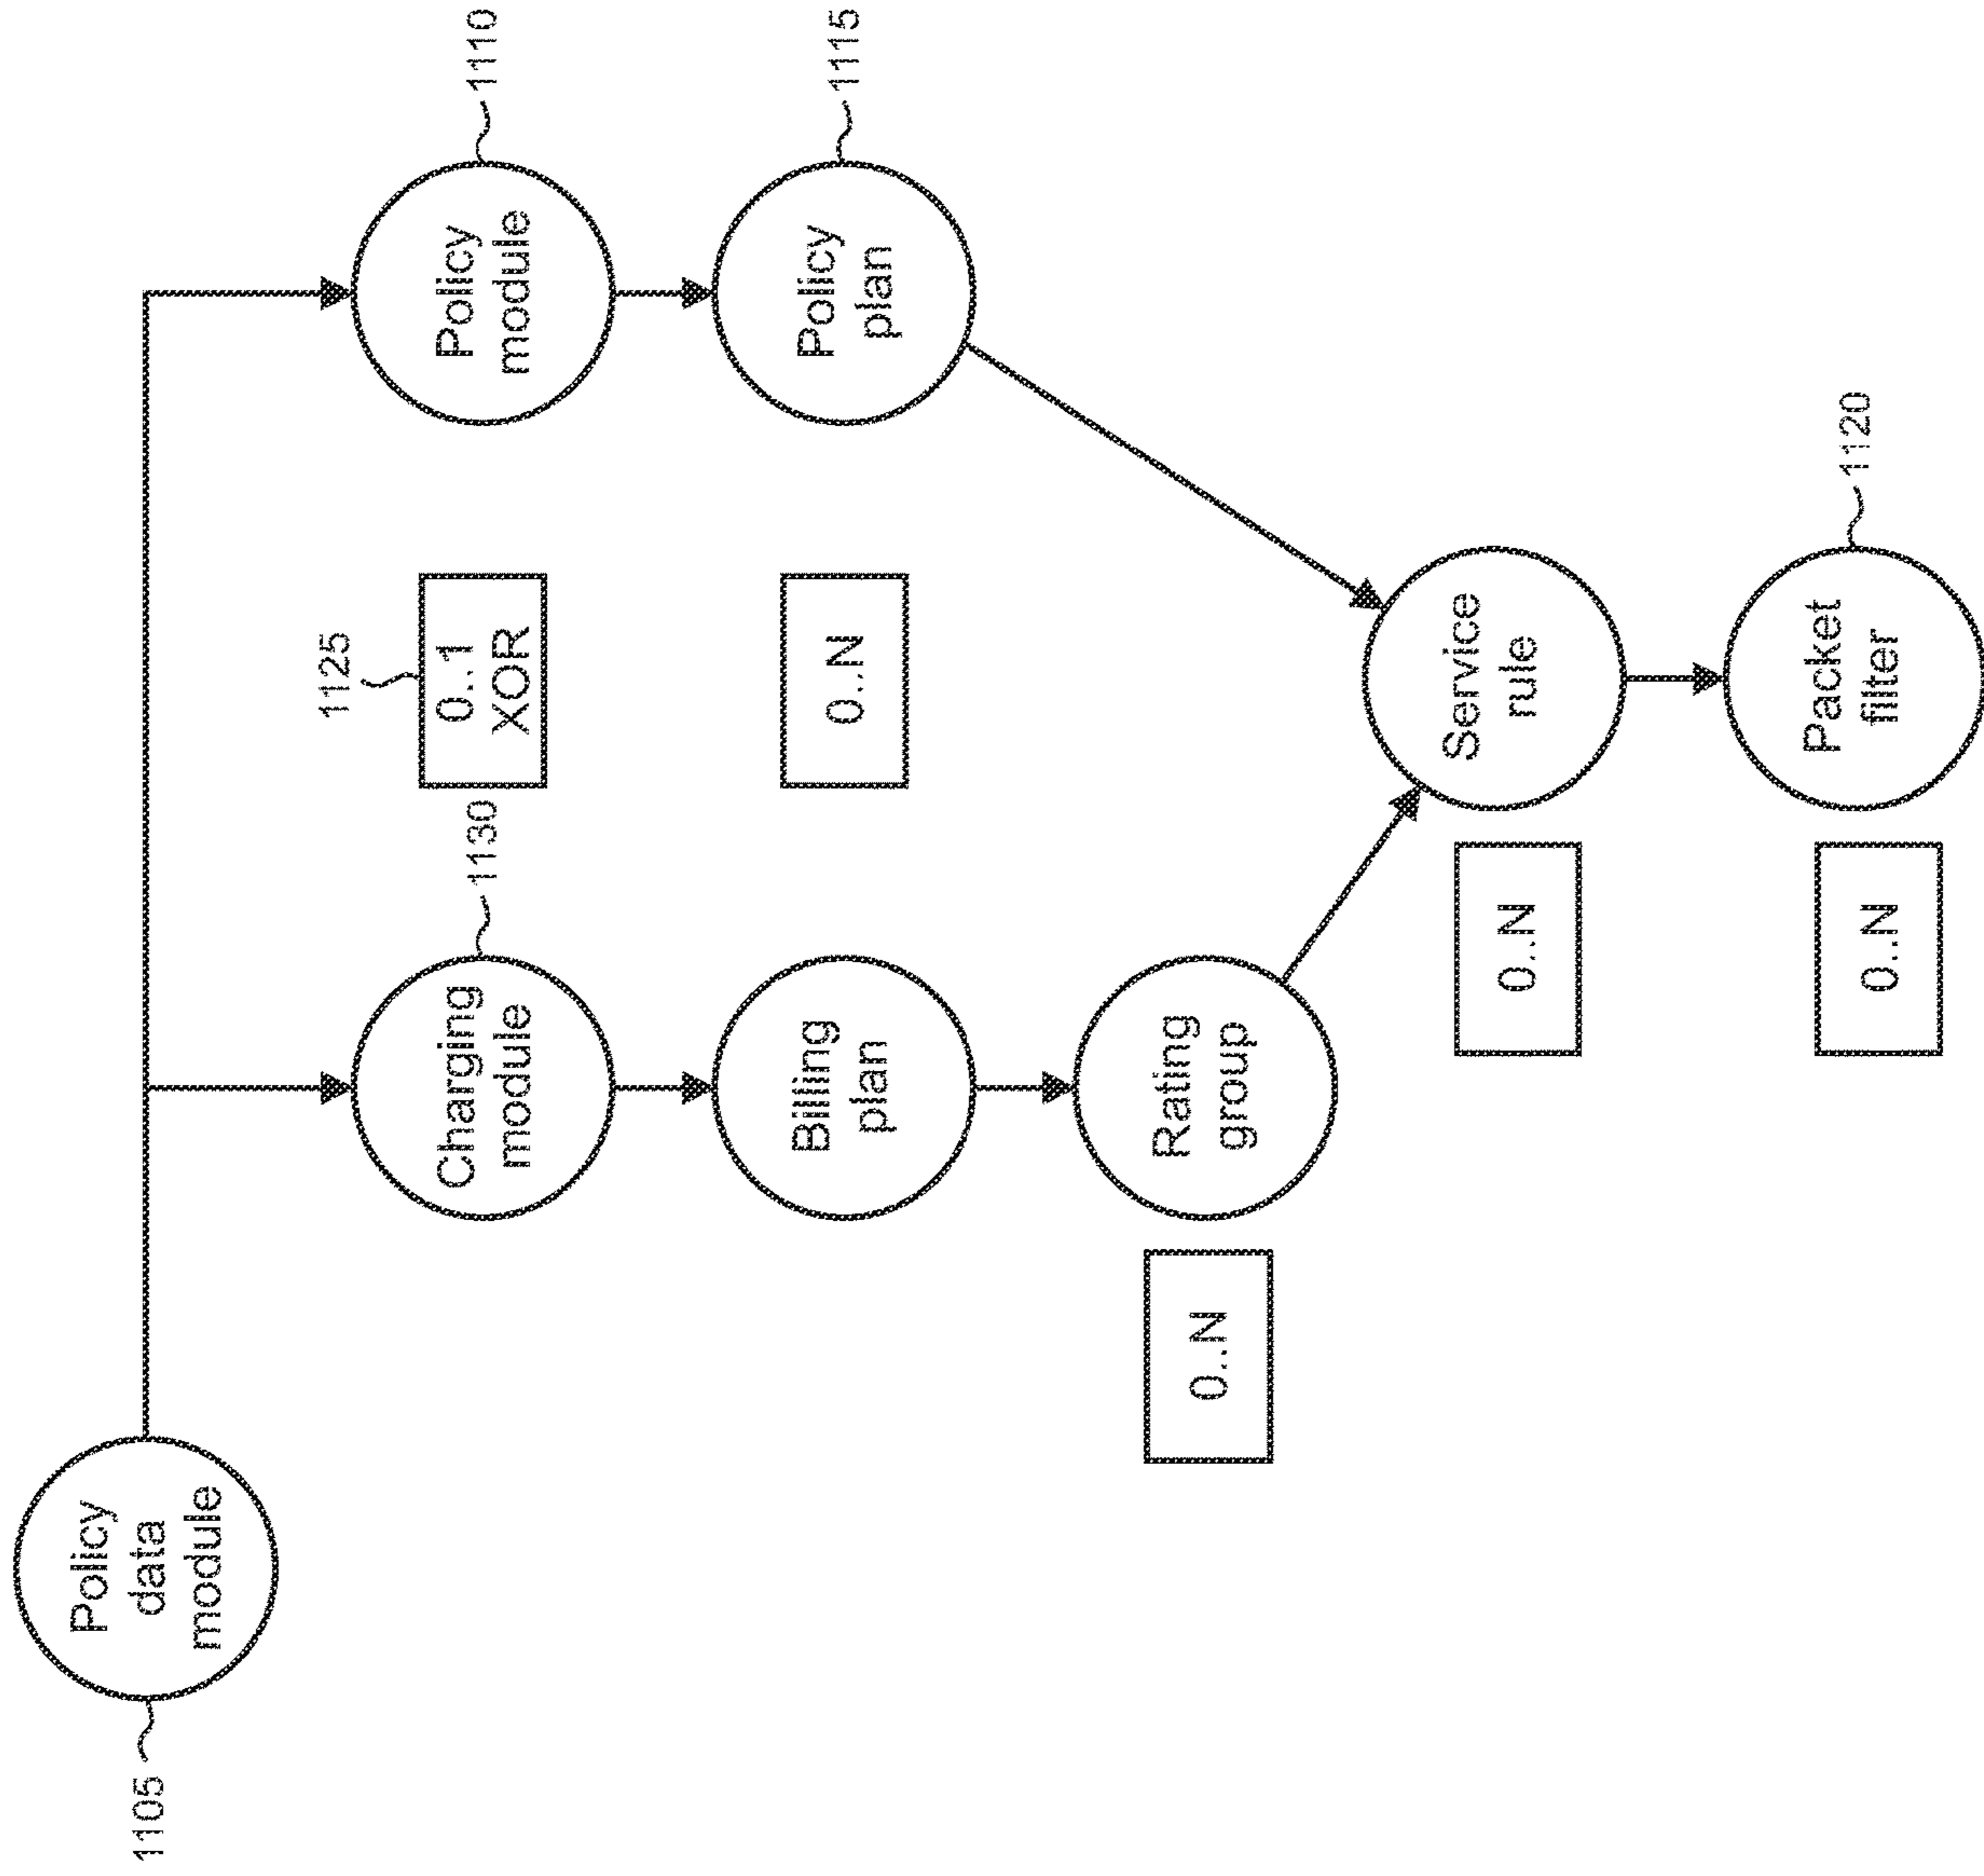 1105
Policy
data
module
1110
Policy
module
1125
0..1
XOR
1130
Charging
module
1115
Policy
plan
0..N
Billing
plan
Rating
group
0..N
Service
rule
0..N
1120
Packet
filter
0..N